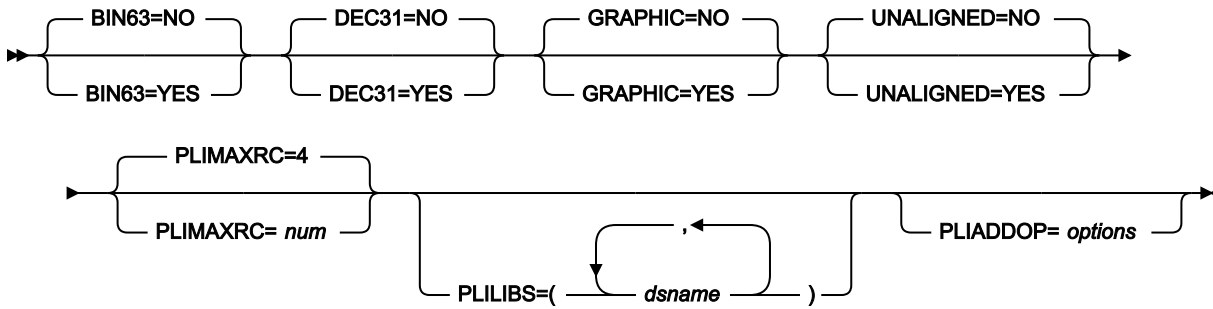 BIN63=NO DEC31=NO GRAPHIC=NO UNALIGNED=NO
BIN63=YES DEC31=YES GRAPHIC=YES UNALIGNED=YES
PLIMAXRC=4
PLIMAXRC= num
PLIADDOP= options
,
PLILIBS=( dsname )